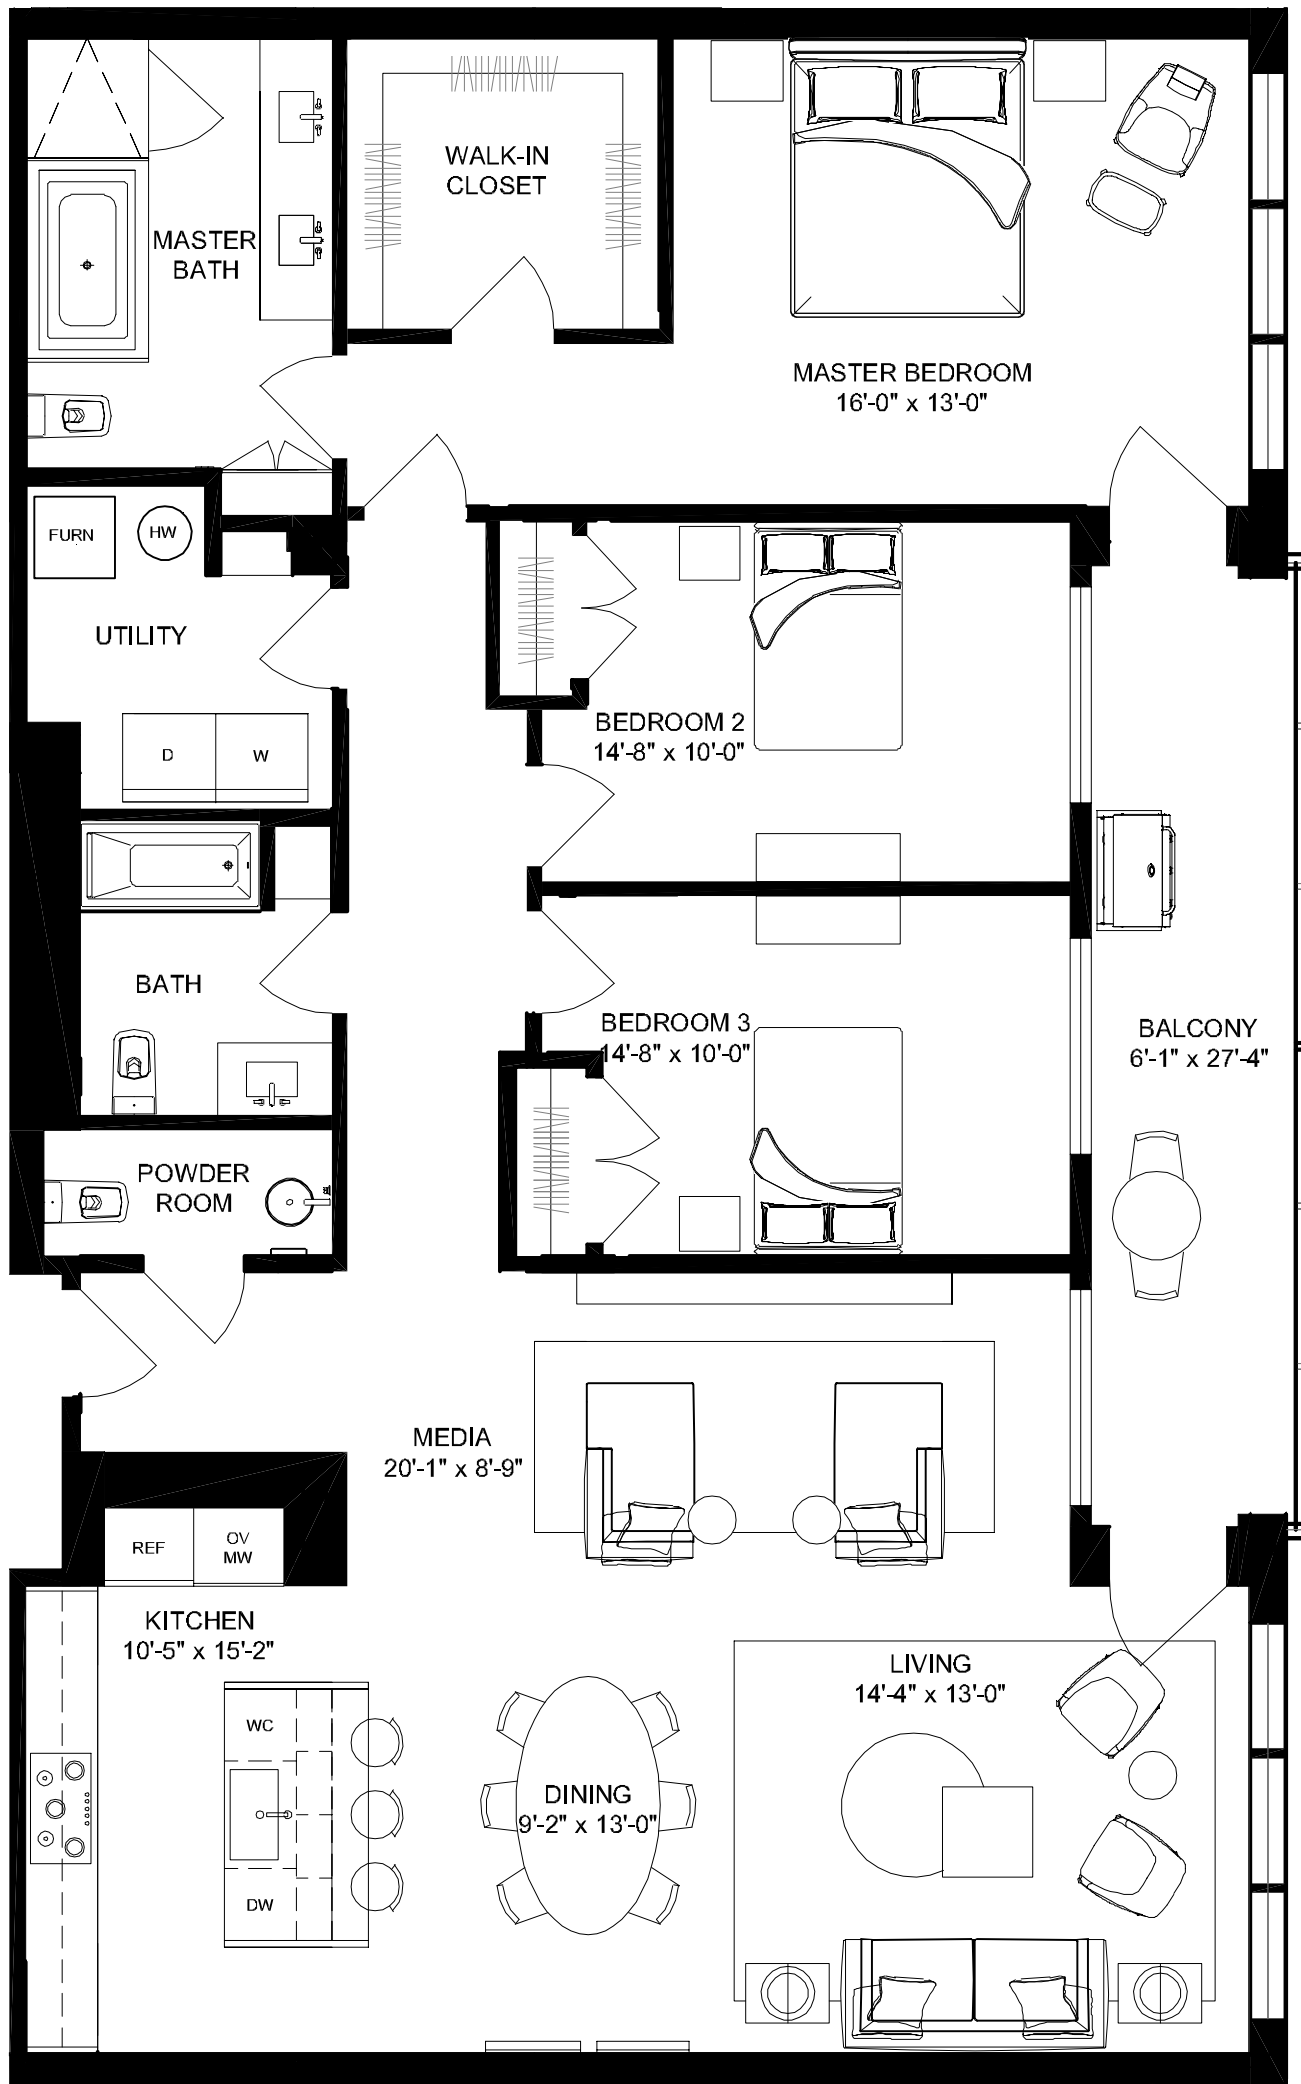 WALK-IN
CLOSET
MASTER
BATH
MASTER BEDROOM
16'-0" x 13'-0"
FURN
HW
UTILITY
D
W
BEDROOM 2
14'-8" x 10'-0"
BATH
BEDROOM 3
14'-8" x 10'-0"
BALCONY
6'-1" x 27'-4"
POWDER
ROOM
MEDIA
20'-1" x 8'-9"
REF
OV
MW
KITCHEN
10'-5" x 15'-2"
LIVING
14'-4" x 13'-0"
WC
DINING
9'-2" x 13'-0"
DW